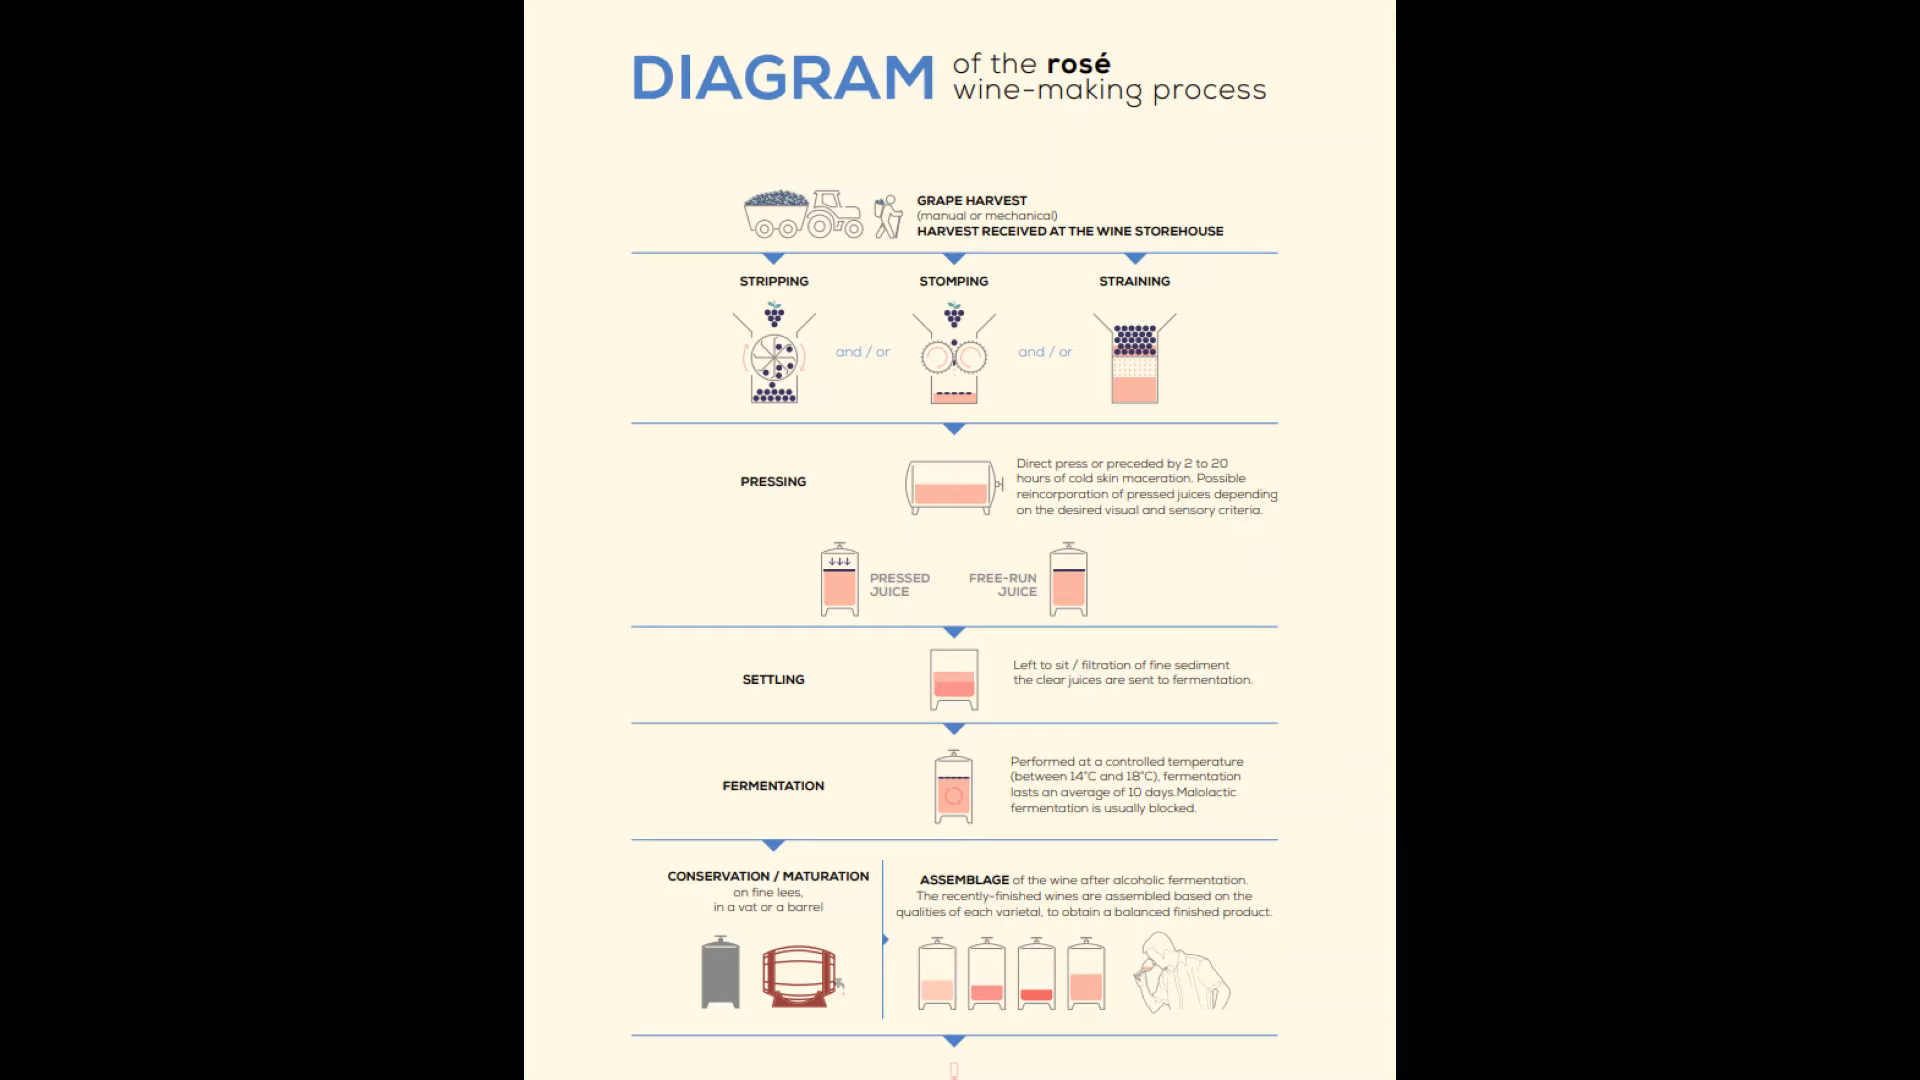 DIAGRAM of the rosé
wine-making process
GRAPE HARVEST
(manual or mechanical)
HARVEST RECEIVED AT THE WINE STOREHOUSE
STRIPPING
STOMPING
STRAINING
and / or
and / or
PRESSING
Direct press or preceded by 2 to 20
hours of cold skin maceration. Possible
reincorporation of pressed juices depending
on the desired visual and sensory criteria.
PRESSED
JUICE
FREE-RUN
JUICE
SETTLING
Left to sit / filtration of fine sediment
the clear juices are sent to fermentation.
FERMENTATION
Performed at a controlled temperature
(between 14°C and 18°C), fermentation
lasts an average of 10 days.Malolactic
fermentation is usually blocked.
CONSERVATION / MATURATION
on fine lees,
in a vat or a barrel
ASSEMBLAGE of the wine after alcoholic fermentation.
The recently-finished wines are assembled based on the
qualities of each varietal, to obtain a balanced finished product.